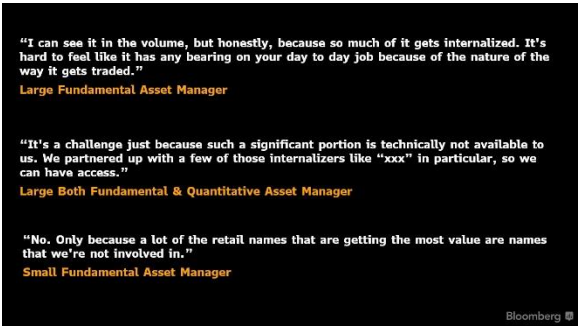 “I can see it in the volume, but honestly, because so much of it gets internalized. It's
hard to feel like it has any bearing on your day to day job because of the nature of the
way it gets traded.”
Large Fundamental Asset Manager
“It's a challenge just because such a significant portion is technically not available to
us. We partnered up with a few of those internalizers like “xxx” in particular, so we
can have access.”
Large Both Fundamental & Quantitative Asset Manager
“No. Only because a lot of the retail names that are getting the most value are names
that we're not involved in.”
Small Fundamental Asset Manager
Bloomberg